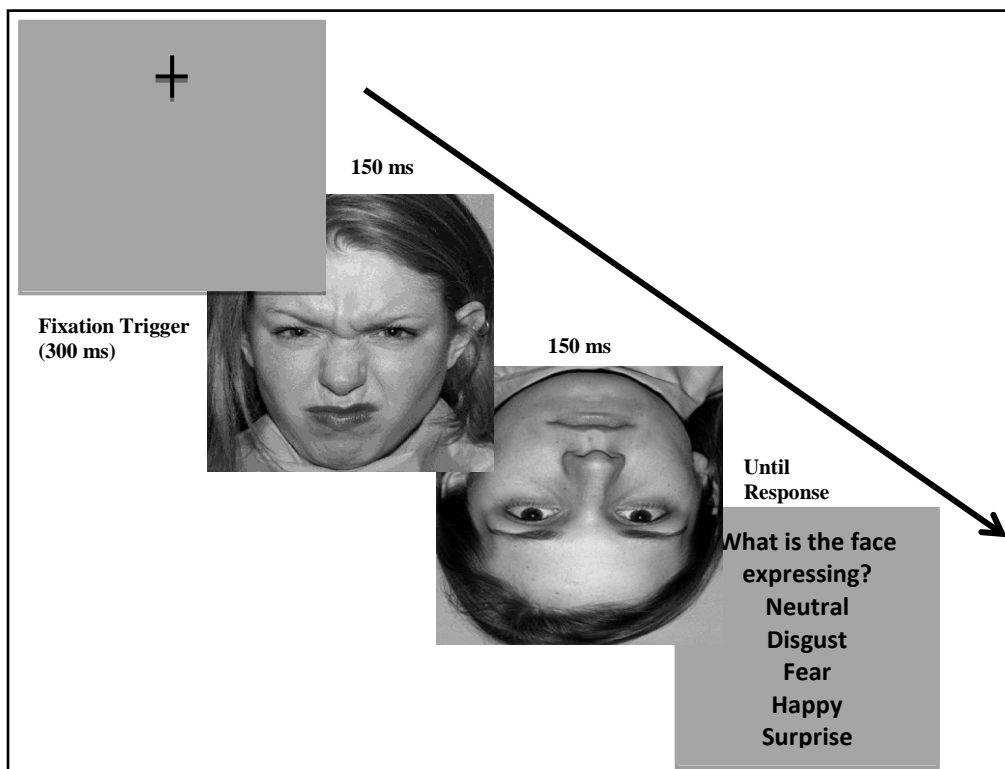 150 ms
Fixation Trigger
(300 ms)
150 ms
Until
Response
What is the face
expressing?
Neutral
Disgust
Fear
Happy
Surprise